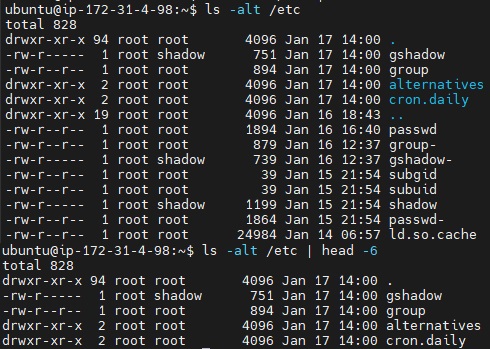 ubuntu@ip-172-31-4-98:~$ ls -alt /etc
total 828
drwxr-xr-x 94 root root 4096 Jan 17 14:00 .
-rw-r----- 1 root shadow 751 Jan 17 14:00 gshadow
-rw-r--r-- 1 root root 894 Jan 17 14:00 group
drwxr-xr-x 2 root root 4096 Jan 17 14:00 alternatives
drwxr-xr-x 2 root root 4096 Jan 17 14:00 cron.daily
drwxr-xr-x 19 root root 4096 Jan 16 18:43 ..
-rw-r--r-- 1 root root 1894 Jan 16 16:40 passwd
-rw-r--r-- 1 root root 879 Jan 16 12:37 group-
-rw-r----- 1 root shadow 739 Jan 16 12:37 gshadow-
-rw-r--r-- 1 root root 39 Jan 15 21:54 subgid
-rw-r--r-- 1 root root 39 Jan 15 21:54 subuid
-rw-r----- 1 root shadow 1199 Jan 15 21:54 shadow
-rw-r--r-- 1 root root 1864 Jan 15 21:54 passwd-
-rw-r--r-- 1 root root 24984 Jan 14 06:57 ld.so.cache
ubuntu@ip-172-31-4-98:~$ ls -alt /etc | head -6
total 828
drwxr-xr-x 94 root root 4096 Jan 17 14:00 .
-rw-r----- 1 root shadow 751 Jan 17 14:00 gshadow
-rw-r--r-- 1 root root 894 Jan 17 14:00 group
drwxr-xr-x 2 root root 4096 Jan 17 14:00 alternatives
drwxr-xr-x 2 root root 4096 Jan 17 14:00 cron.daily